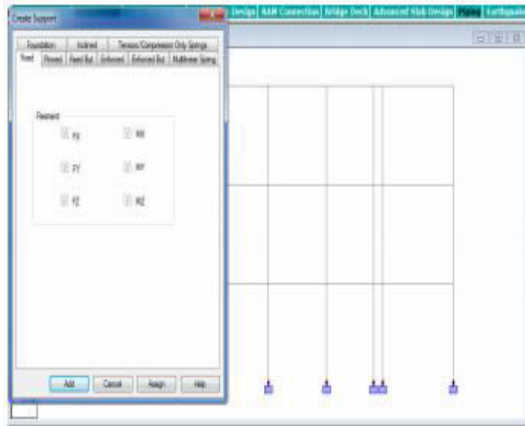 Create Support
Design RAM Connection Bridge Deck Advanced Slab Design Piping Earthquake
Foundation Inclined Tension/Compression Only Springs
Fixed Pinned Fixed But Enforced Enforced But Multilinear Spring
Restraint
FX MX
FY MY
FZ MZ
Add Cancel Assign Help